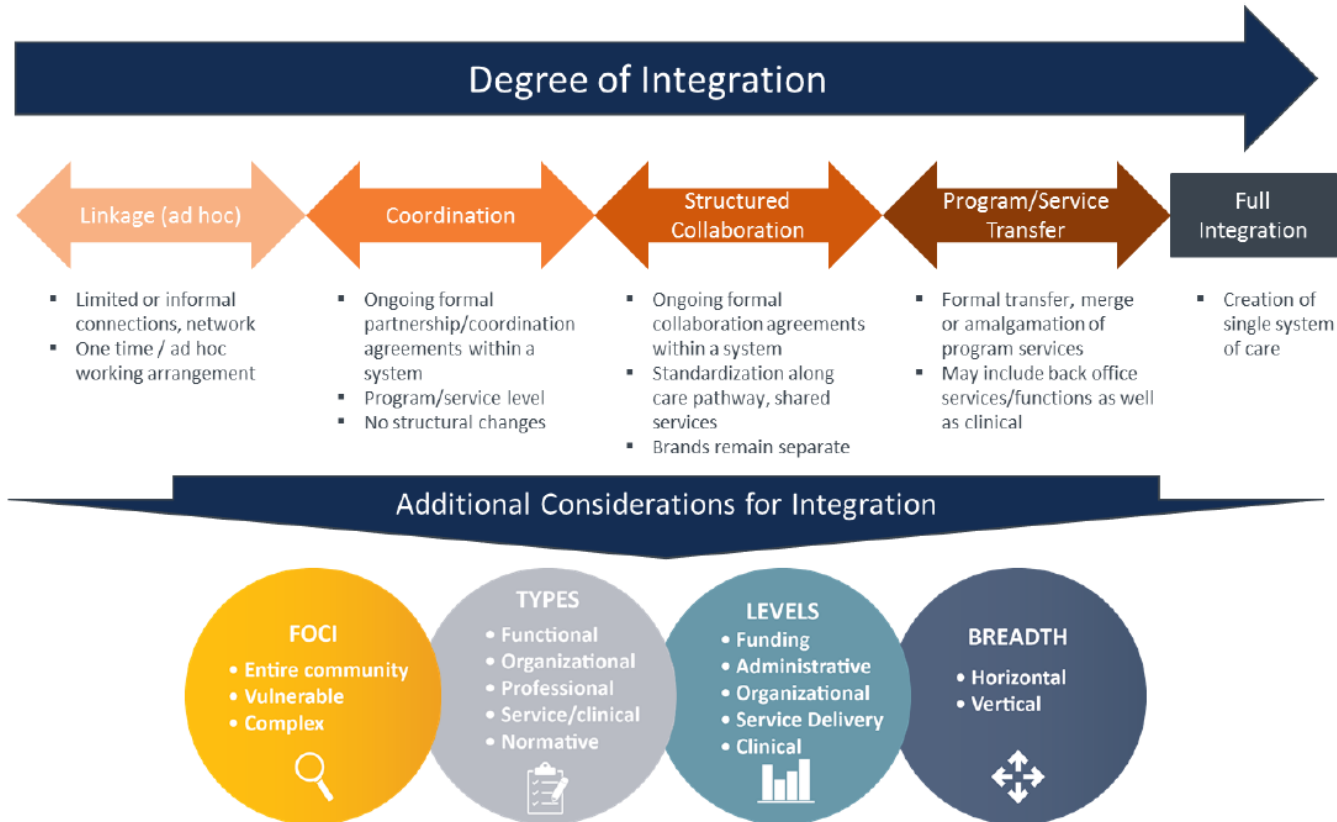 Degree of Integration
Linkage (ad hoc)
▪ Limited or informal
connections, network
▪ One time / ad hoc
working arrangement
Coordination
▪ Ongoing formal
partnership/coordination
agreements within a
system
▪ Program/service level
▪ No structural changes
Structured
Collaboration
▪ Ongoing formal
collaboration agreements
within a system
▪ Standardization along
care pathway, shared
services
▪ Brands remain separate
Program/Service
Transfer
▪ Formal transfer, merge
or amalgamation of
program services
▪ May include back office
services/functions as well
as clinical
Full
Integration
▪ Creation of
single system
of care
Additional Considerations for Integration
FOCI
• Entire community
• Vulnerable
• Complex
TYPES
• Functional
• Organizational
• Professional
• Service/clinical
• Normative
LEVELS
• Funding
• Administrative
• Organizational
• Service Delivery
• Clinical
BREADTH
• Horizontal
• Vertical